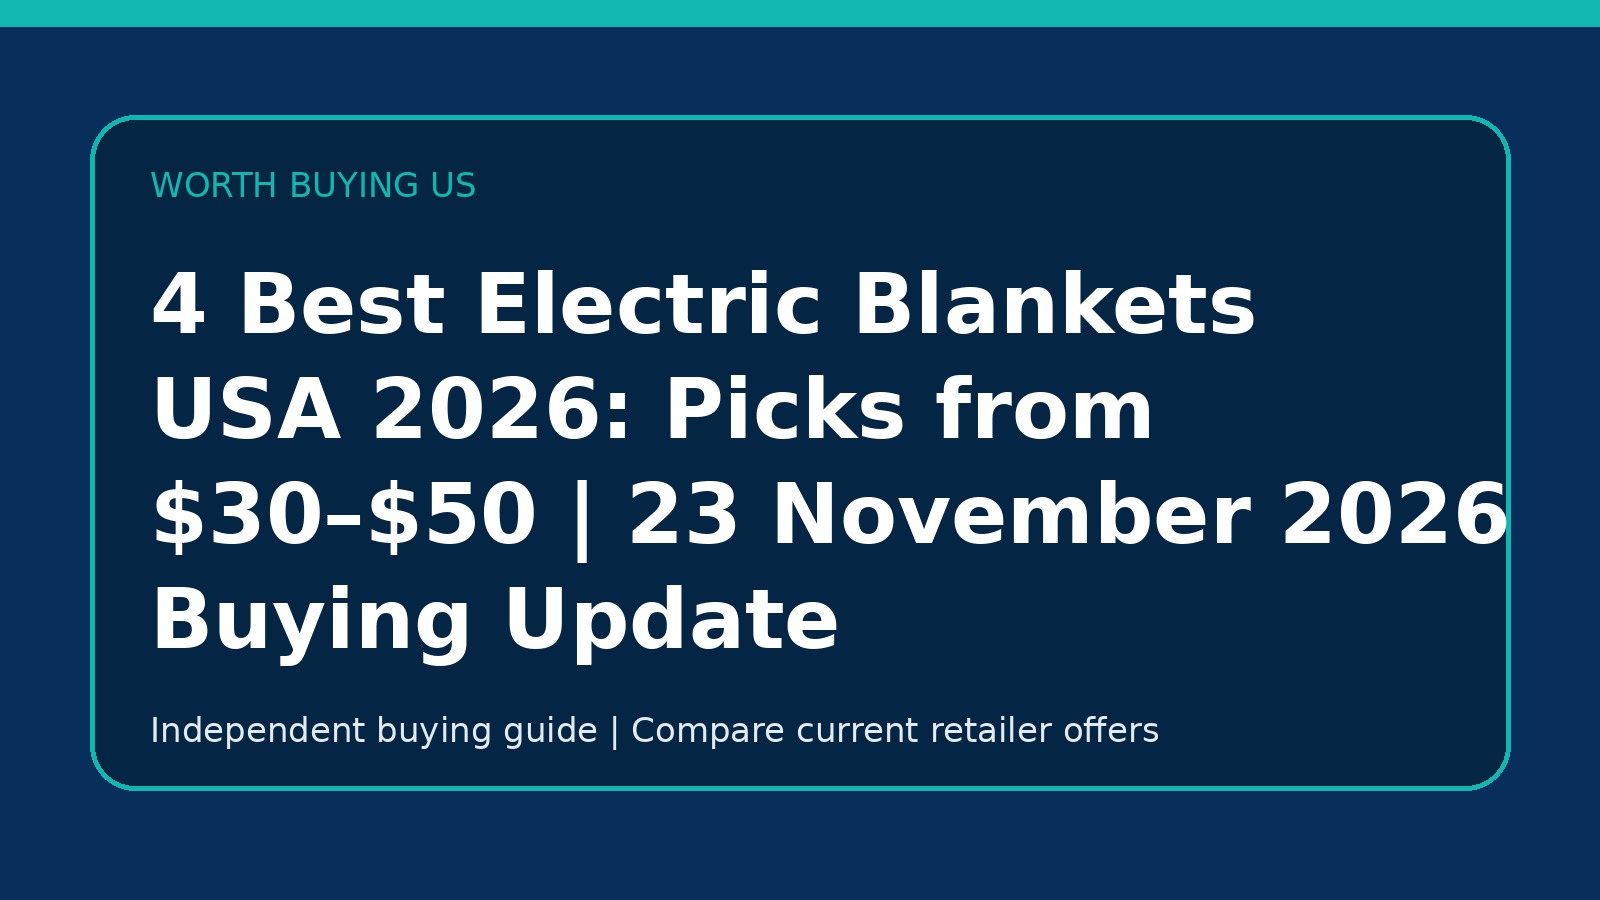 WORTH BUYING US
4 Best Electric Blankets
USA 2026: Picks from
$30–$50 | 23 November 2026
Buying Update
Independent buying guide | Compare current retailer offers